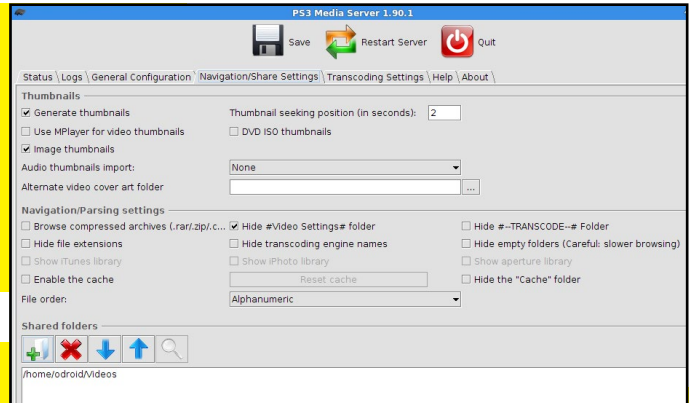 PS3 Media Server 1.90.1
Save Restart Server Quit
Status Logs General Configuration Navigation/Share Settings Transcoding Settings Help About
Thumbnails
Generate thumbnails Thumbnail seeking position (in seconds): 2
Use MPlayer for video thumbnails DVD ISO thumbnails
Image thumbnails
Audio thumbnails import: None
Alternate video cover art folder ...
Navigation/Parsing settings
Browse compressed archives (.rar/.zip/.c... Hide #Video Settings# folder Hide #--TRANSCODE--# Folder
Hide file extensions Hide transcoding engine names Hide empty folders (Careful: slower browsing)
Show iTunes library Show iPhoto library Show aperture library
Enable the cache Reset cache Hide the "Cache" folder
File order: Alphanumeric
Shared folders
/home/odroid/Videos